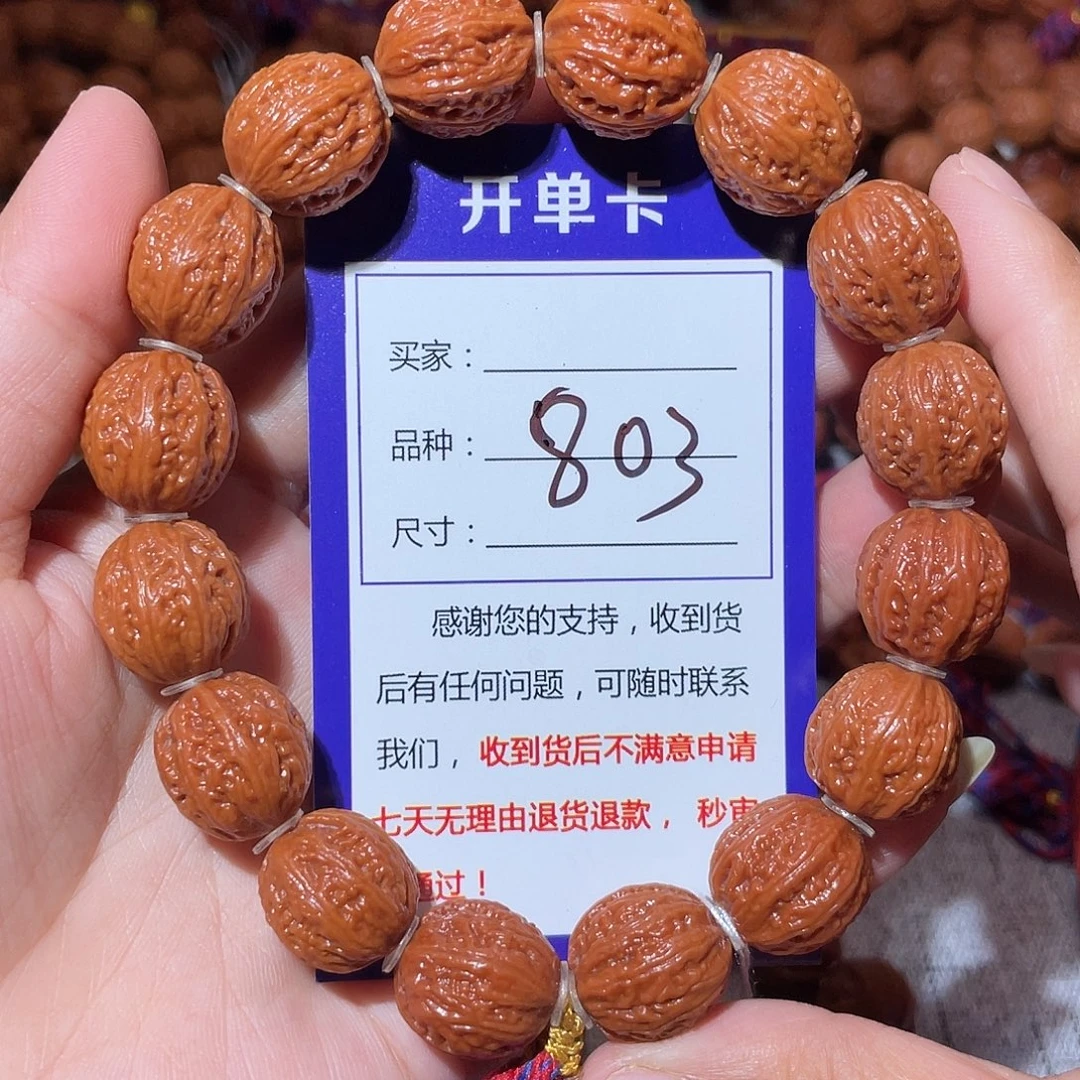 开单卡
买家：
品种：803
尺寸：
感谢您的支持，收到货
后有任何问题，可随时联系
我们，收到货后不满意申请
七天无理由退货退款，秒审
通过！